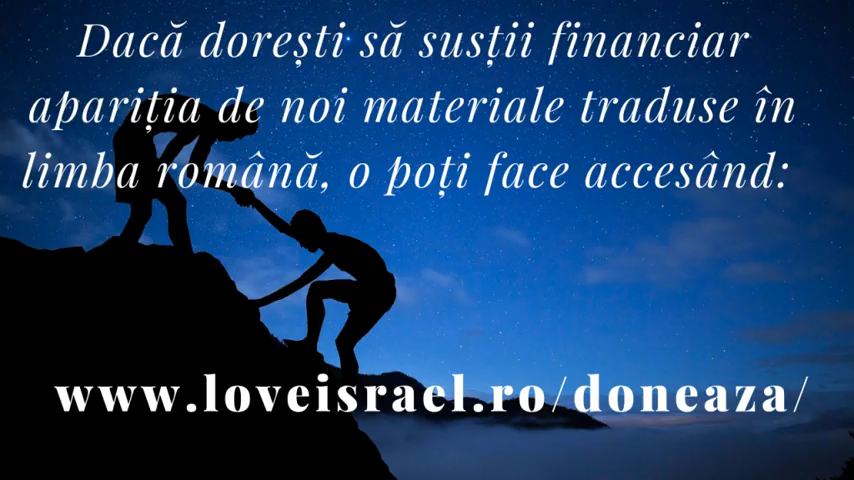 Dacă dorești să susții financiar
apariția de noi materiale traduse în
limba română, o poți face accesând:
www.loveisrael.ro/doneaza/